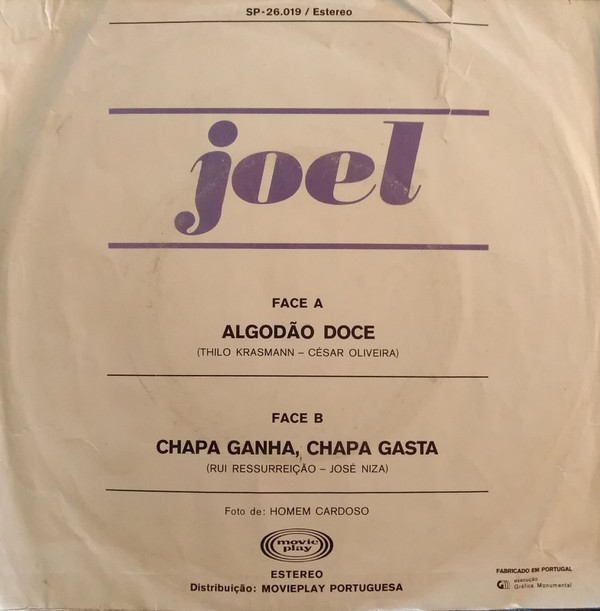 SP-26.019 / Estereo
joel
FACE A
ALGODÃO DOCE
(THILO KRASMANN – CÉSAR OLIVEIRA)
FACE B
CHAPA GANHA, CHAPA GASTA
(RUI RESSURREIÇÃO – JOSÉ NIZA)
Foto de: HOMEM CARDOSO
movie
play
ESTEREO
Distribuição: MOVIEPLAY PORTUGUESA
FABRICADO EM PORTUGAL
execução
Gráfica Monumental